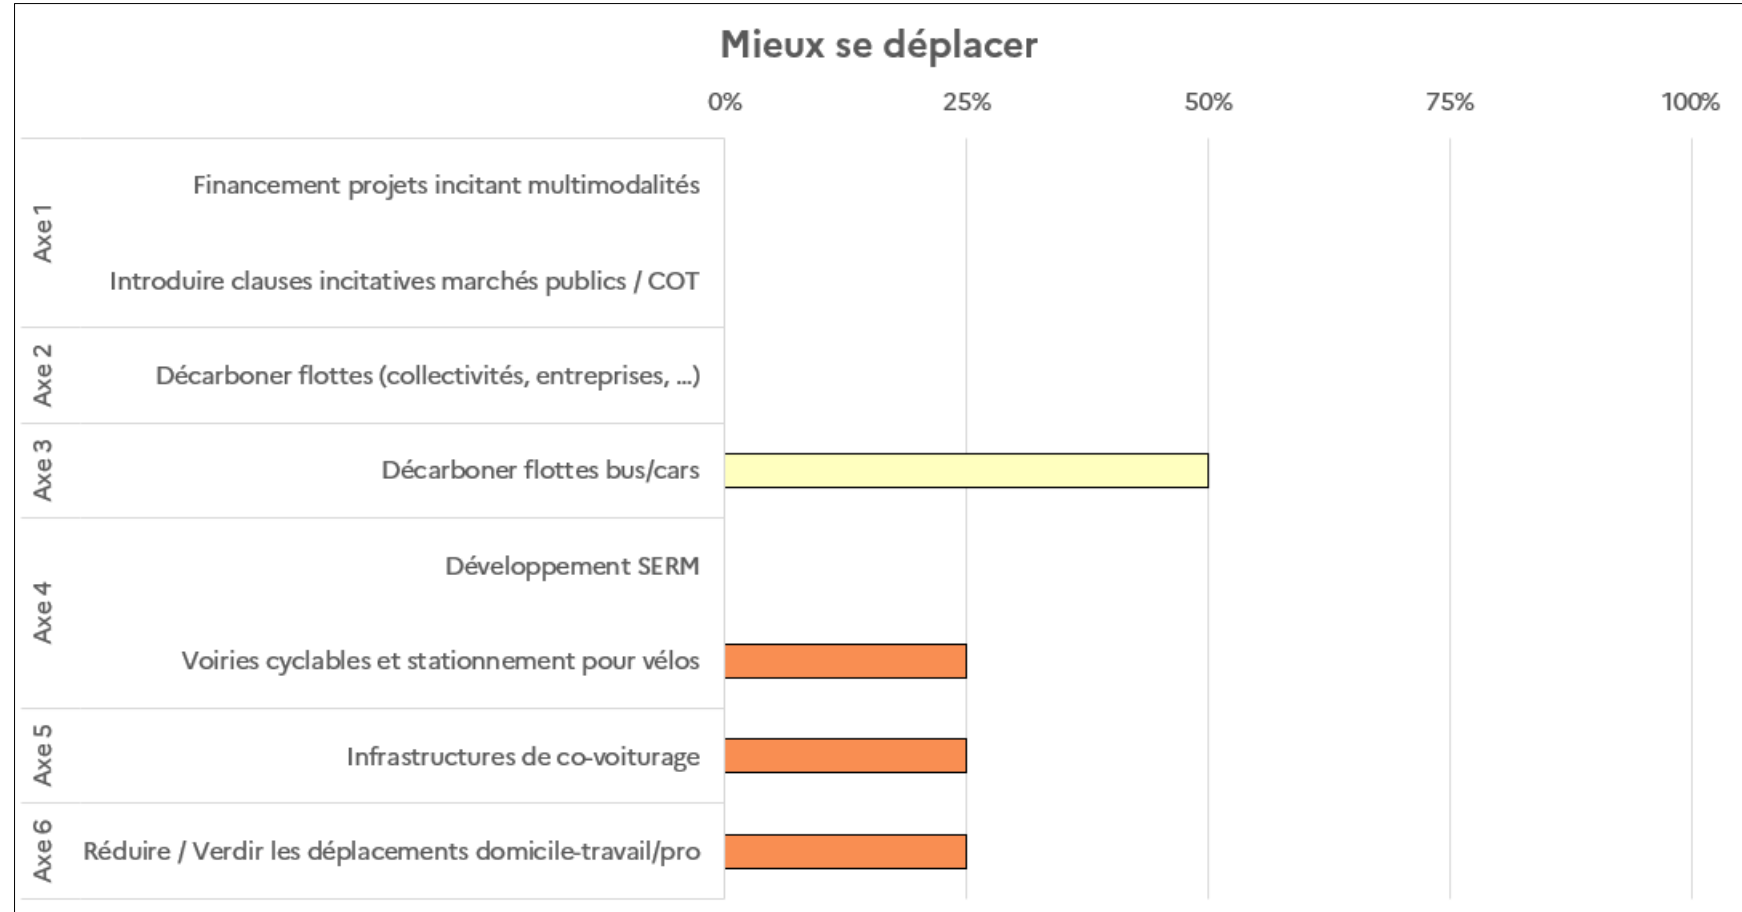 Mieux se déplacer
0% 25% 50% 75% 100%
Axe 1
Financement projets incitant multimodalités
Introduire clauses incitatives marchés publics / COT
Axe 2
Décarboner flottes (collectivités, entreprises, ...)
Axe 3
Décarboner flottes bus/cars
Axe 4
Développement SERM
Voiries cyclables et stationnement pour vélos
Axe 5
Infrastructures de co-voiturage
Axe 6
Réduire / Verdir les déplacements domicile-travail/pro